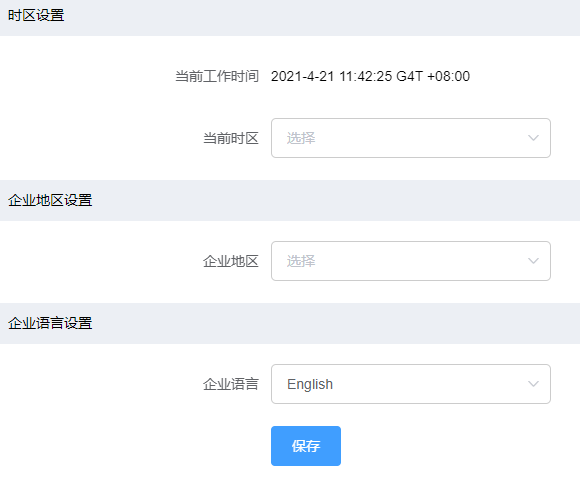 时区设置
当前工作时间 2021-4-21 11:42:25 G4T +08:00
当前时区 选择
企业地区设置
企业地区 选择
企业语言设置
企业语言 English
保存